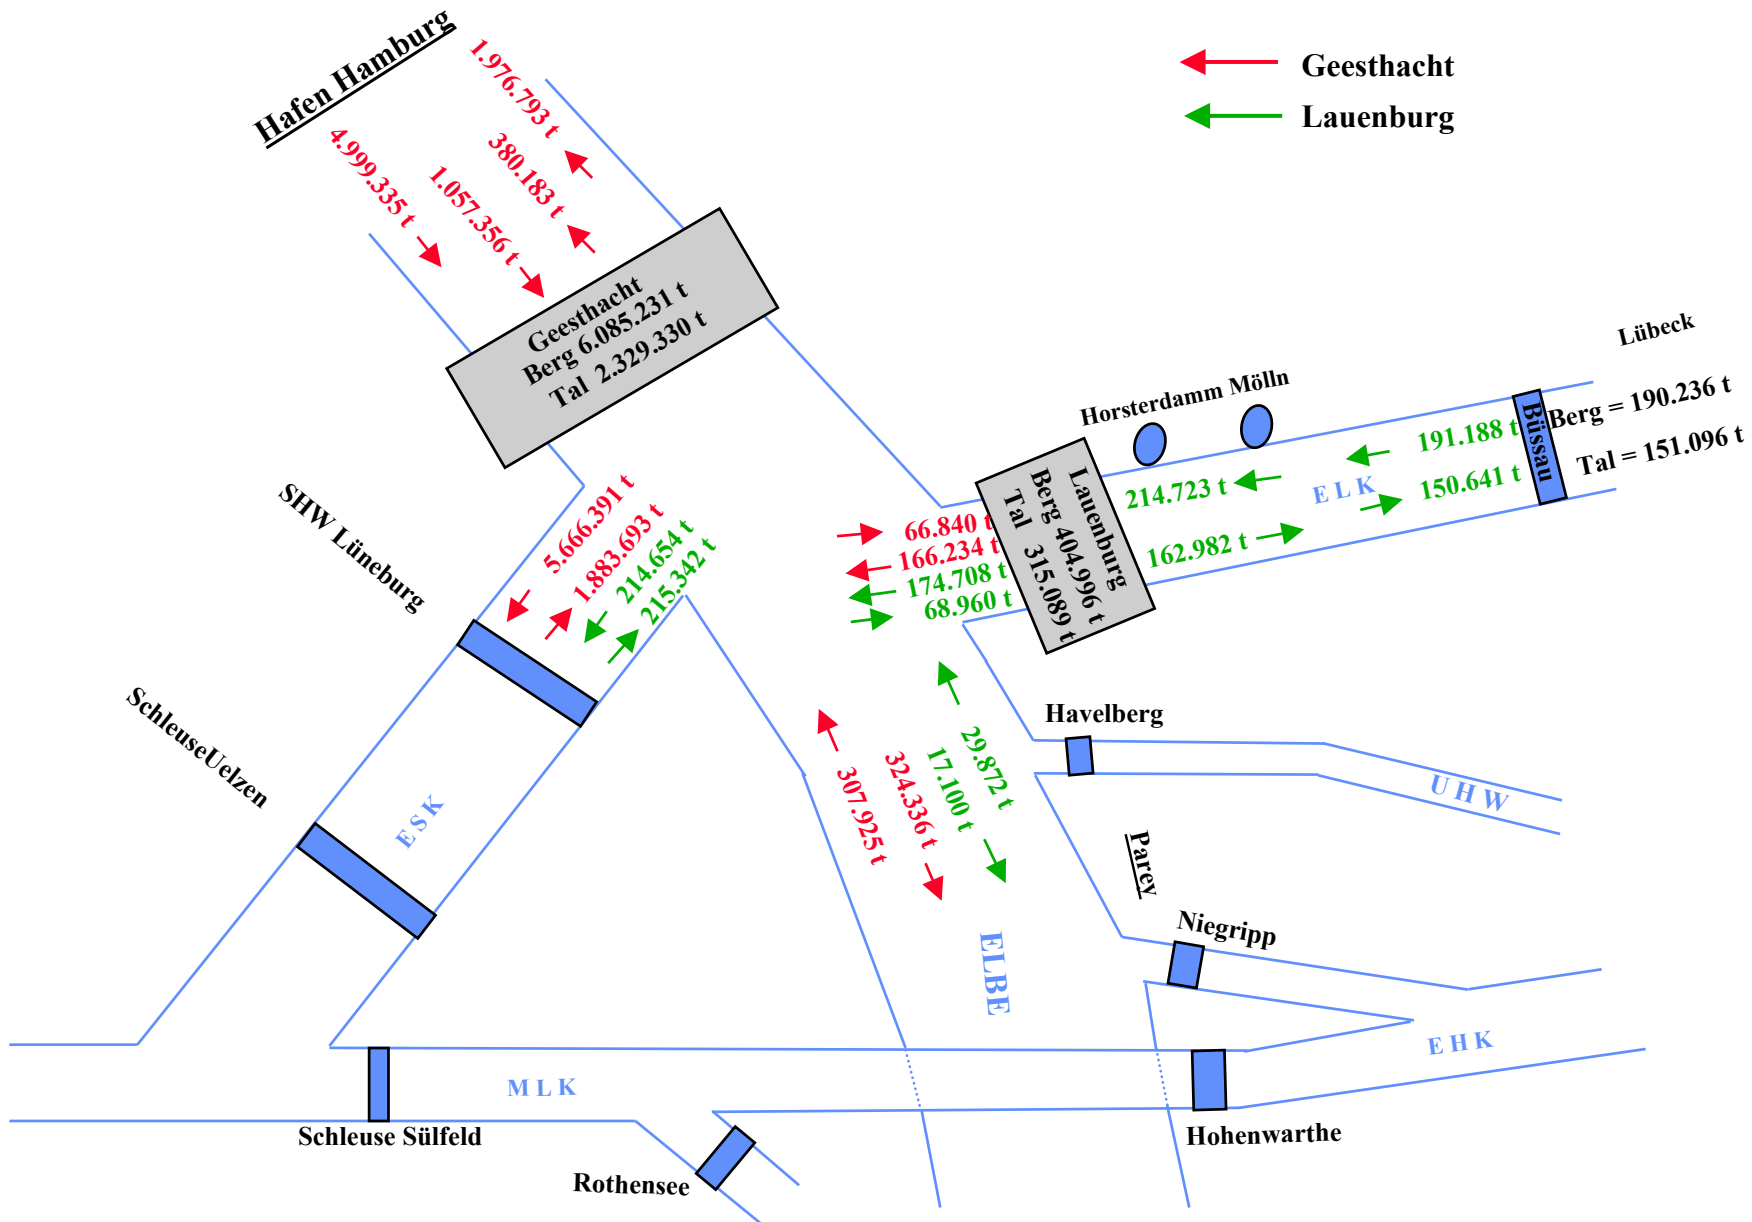 Hafen Hamburg
1.976.793 t
4.999.335 t
1.057.356 t
380.183 t
Geesthacht
Lauenburg
Geesthacht
Berg 6.085.231 t
Tal 2.329.330 t
Lübeck
Berg = 190.236 t
Tal = 151.096 t
Büssau
Horsterdamm Mölln
191.188 t
214.723 t
E L K
150.641 t
162.982 t
Lauenburg
Berg 404.996 t
Tal 315.089 t
66.840 t
166.234 t
174.708 t
68.960 t
SHW Lüneburg
5.666.391 t
1.883.693 t
214.654 t
215.342 t
SchleuseUelzen
E S K
307.925 t
324.336 t
17.100 t
29.872 t
Havelberg
U H W
Parey
Niegripp
ELBE
E H K
M L K
Schleuse Sülfeld
Hohenwarthe
Rothensee